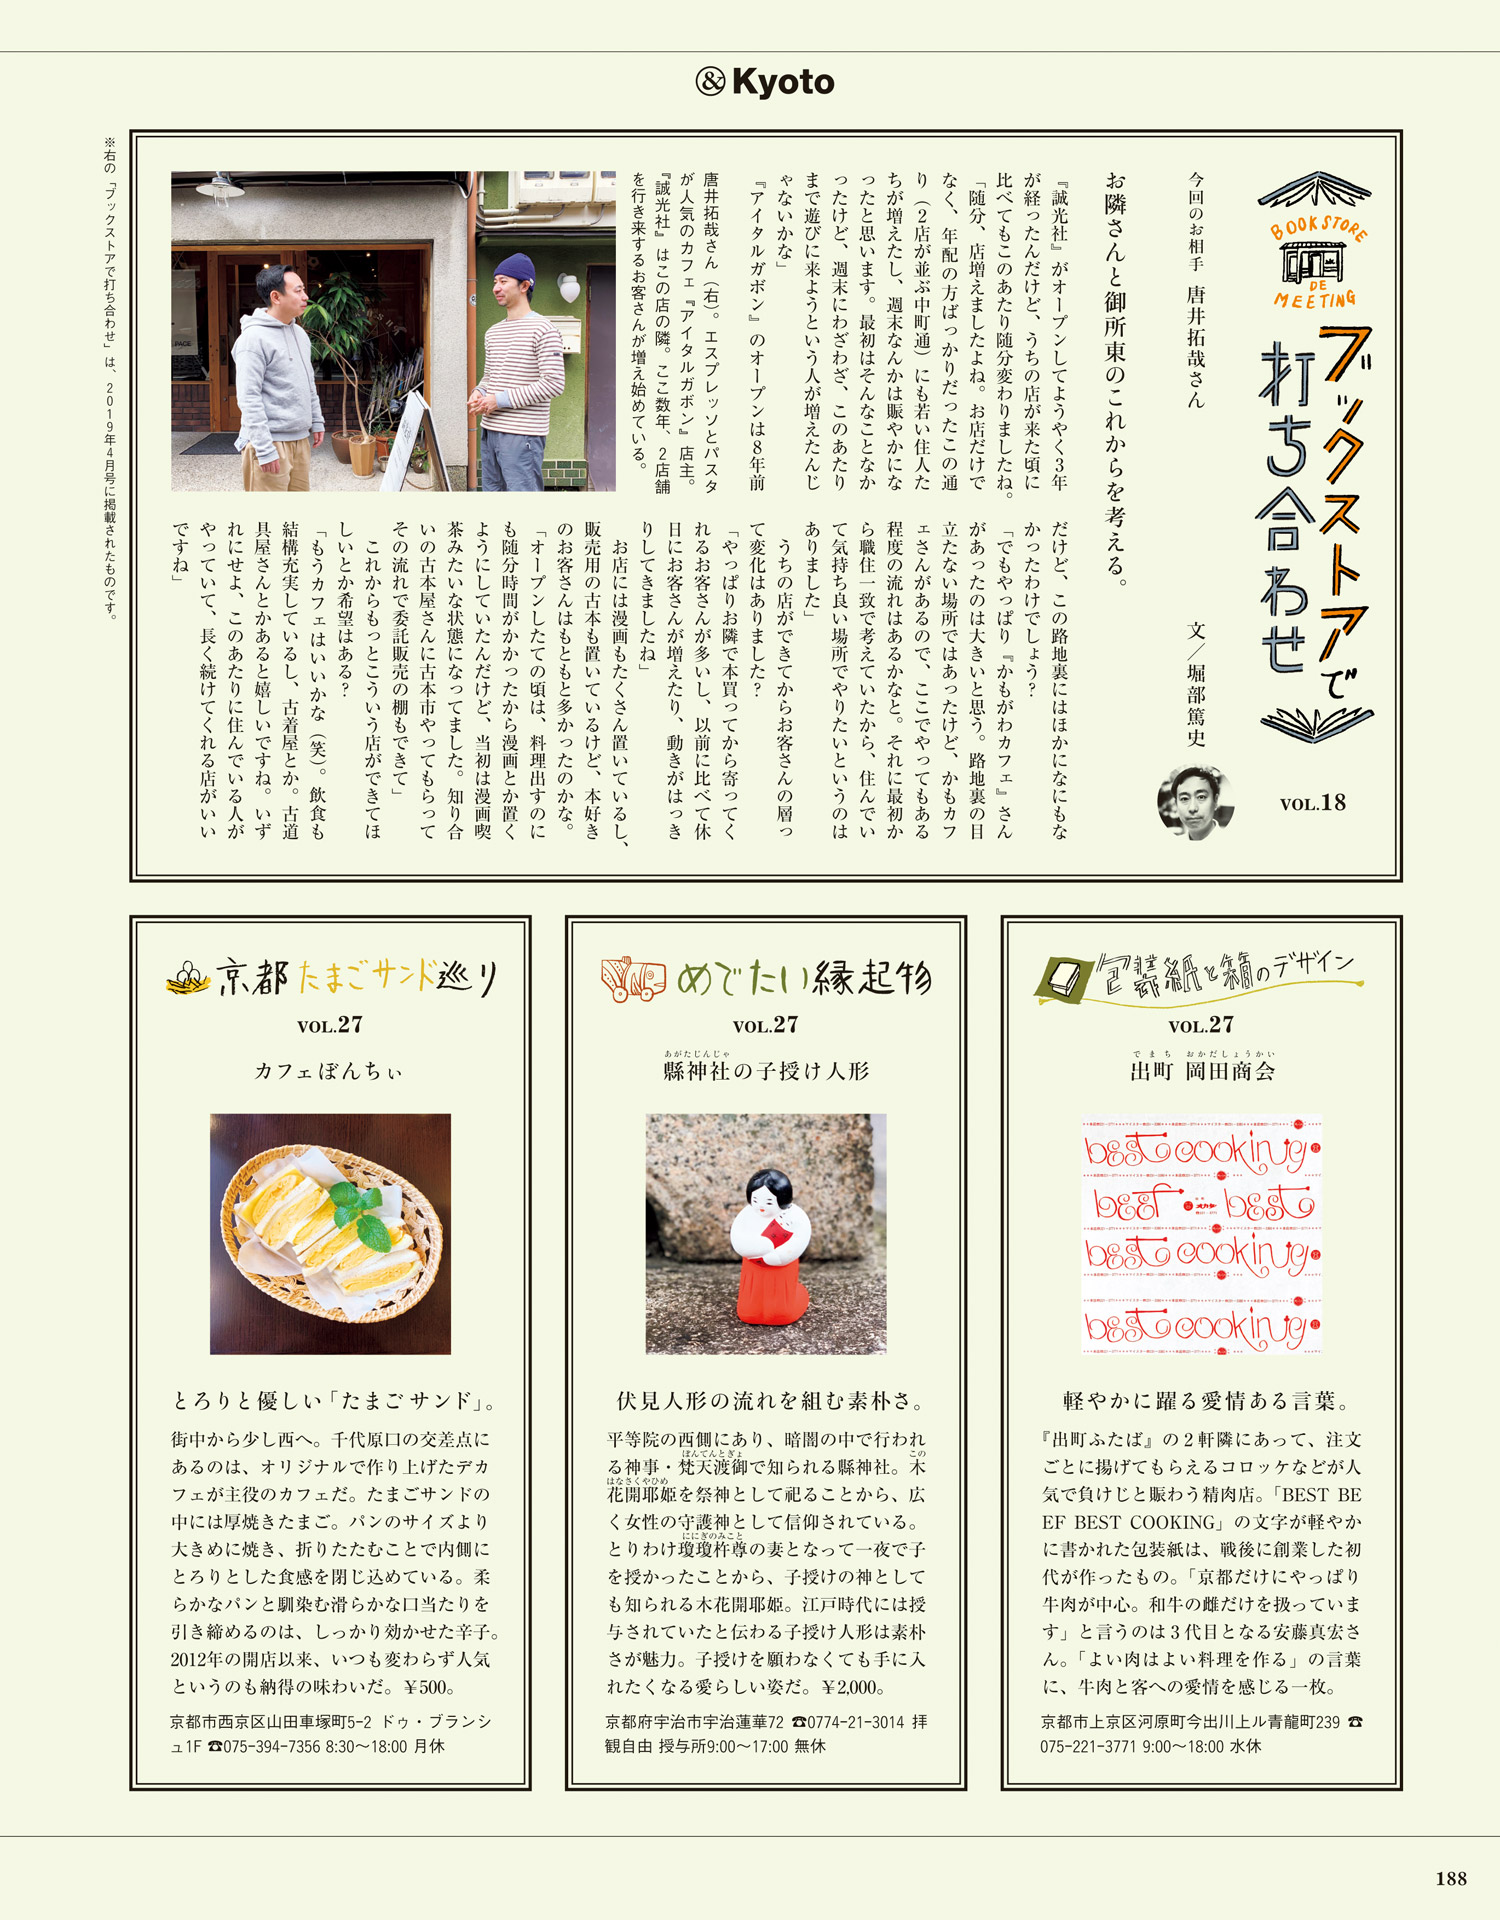 &Kyoto
BOOK STORE
DE
MEETING
ブックストアで
打ち合わせ
VOL.18
今回のお相手 唐井拓哉さん
文／堀部篤史
お隣さんと御所東のこれからを考える。
『誠光社』がオープンしてようやく3年
が経ったんだけど、うちの店が来た頃に
比べてもこのあたり随分変わりましたね。
「随分、店増えましたよね。お店だけで
なく、年配の方ばっかりだったこの通
り（2店が並ぶ中町通）にも若い住人た
ちが増えたし、週末なんかは賑やかにな
ったと思います。最初はそんなことなか
ったけど、週末にわざわざ、このあたり
まで遊びに来ようという人が増えたんじ
ゃないかな」
『アイタルガボン』のオープンは8年前
だけど、この路地裏にはほかになにもな
かったわけでしょう？
「でもやっぱり『かもがわカフェ』さん
があったのは大きいと思う。路地裏の目
立たない場所ではあったけど、かもカフ
ェさんがあるので、ここでやってもある
程度の流れはあるかなと。それに最初か
ら職住一致で考えていたから、住んでい
て気持ち良い場所でやりたいというのは
ありました」
うちの店ができてからお客さんの層っ
て変化はありました？
「やっぱりお隣で本買ってから寄ってく
れるお客さんが多いし、以前に比べて休
日にお客さんが増えたり、動きがはっき
りしてきましたね」
お店には漫画もたくさん置いているし、
販売用の古本も置いているけど、本好き
のお客さんはもともと多かったのかな。
「オープンしたての頃は、料理出すのに
も随分時間がかかったから漫画とか置く
ようにしていたんだけど、当初は漫画喫
茶みたいな状態になってました。知り合
いの古本屋さんに古本市やってもらって
その流れで委託販売の棚もできて」
これからもっとこういう店ができてほ
しいとか希望はある？
「もうカフェはいいかな（笑）。飲食も
結構充実しているし、古着屋とか。古道
具屋さんとかあると嬉しいですね。いず
れにせよ、このあたりに住んでいる人が
やっていて、長く続けてくれる店がいい
ですね」
唐井拓哉さん（右）。エスプレッソとパスタ
が人気のカフェ『アイタルガボン』店主。
『誠光社』はこの店の隣。ここ数年、2店舗
を行き来するお客さんが増え始めている。
※右の「ブックストアで打ち合わせ」は、2019年4月号に掲載されたものです。
包装紙と箱のデザイン
VOL.27
でまち おかだしょうかい
出町 岡田商会
best cooking
beef best
best cooking
best cooking
軽やかに躍る愛情ある言葉。
『出町ふたば』の2軒隣にあって、注文
ごとに揚げてもらえるコロッケなどが人
気で負けじと賑わう精肉店。「BEST BE
EF BEST COOKING」の文字が軽やか
に書かれた包装紙は、戦後に創業した初
代が作ったもの。「京都だけにやっぱり
牛肉が中心。和牛の雌だけを扱っていま
す」と言うのは3代目となる安藤真宏さ
ん。「よい肉はよい料理を作る」の言葉
に、牛肉と客への愛情を感じる一枚。
京都市上京区河原町今出川上ル青龍町239 ☎
075-221-3771 9:00〜18:00 水休
めでたい縁起物
VOL.27
あがたじんじゃ
縣神社の子授け人形
伏見人形の流れを組む素朴さ。
平等院の西側にあり、暗闇の中で行われ
ぼんてんとぎょ この
る神事・梵天渡御で知られる縣神社。木
はなさくやひめ
花開耶姫を祭神として祀ることから、広
く女性の守護神として信仰されている。
ににぎのみこと
とりわけ瓊瓊杵尊の妻となって一夜で子
を授かったことから、子授けの神として
も知られる木花開耶姫。江戸時代には授
与されていたと伝わる子授け人形は素朴
さが魅力。子授けを願わなくても手に入
れたくなる愛らしい姿だ。￥2,000。
京都府宇治市宇治蓮華72 ☎0774-21-3014 拝
観自由 授与所9:00〜17:00 無休
京都たまごサンド巡り
VOL.27
カフェぼんちぃ
とろりと優しい「たまごサンド」。
街中から少し西へ。千代原口の交差点に
あるのは、オリジナルで作り上げたデカ
フェが主役のカフェだ。たまごサンドの
中には厚焼きたまご。パンのサイズより
大きめに焼き、折りたたむことで内側に
とろりとした食感を閉じ込めている。柔
らかなパンと馴染む滑らかな口当たりを
引き締めるのは、しっかり効かせた辛子。
2012年の開店以来、いつも変わらず人気
というのも納得の味わいだ。￥500。
京都市西京区山田車塚町5-2 ドゥ・ブランシ
ュ1F ☎075-394-7356 8:30〜18:00 月休
188